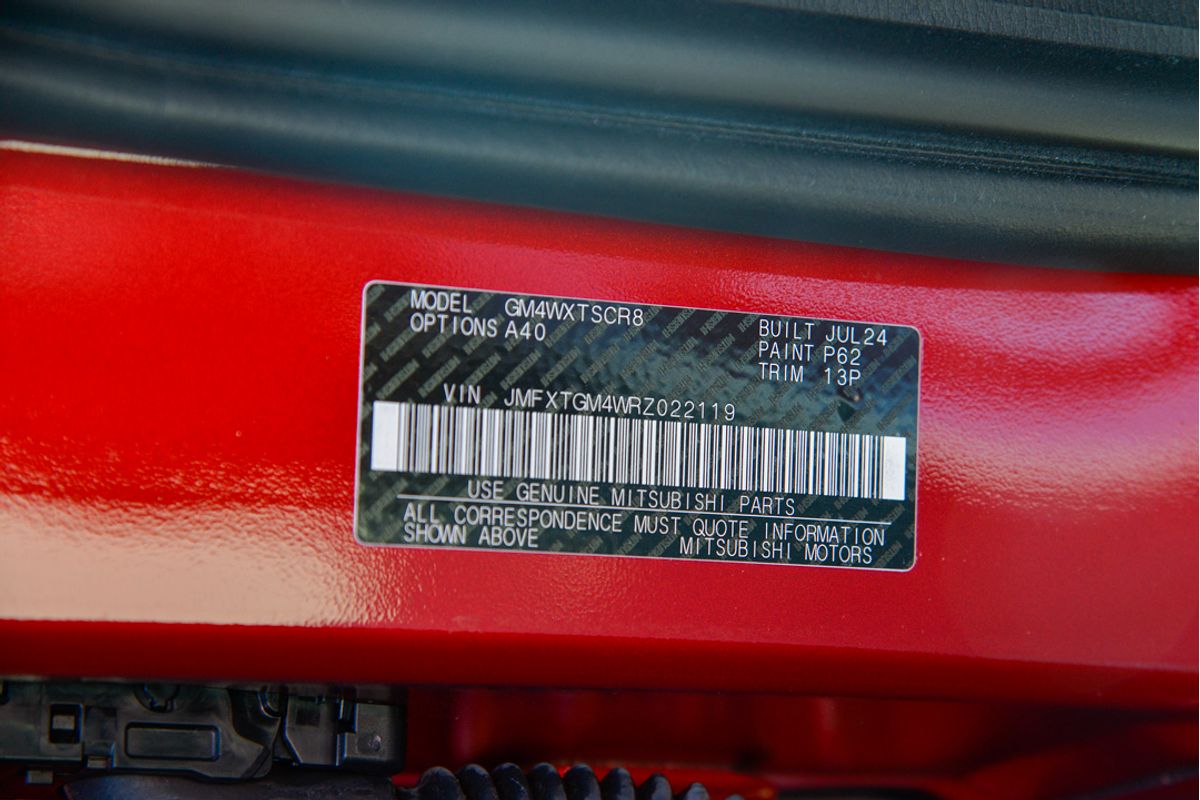 MODEL GM4WXTSCR8
OPTIONS A40
BUILT JUL24
PAINT P62
TRIM 13P
VIN JMFXTGM4WRZ022119
USE GENUINE MITSUBISHI PARTS
ALL CORRESPONDENCE MUST QUOTE INFORMATION
SHOWN ABOVE MITSUBISHI MOTORS